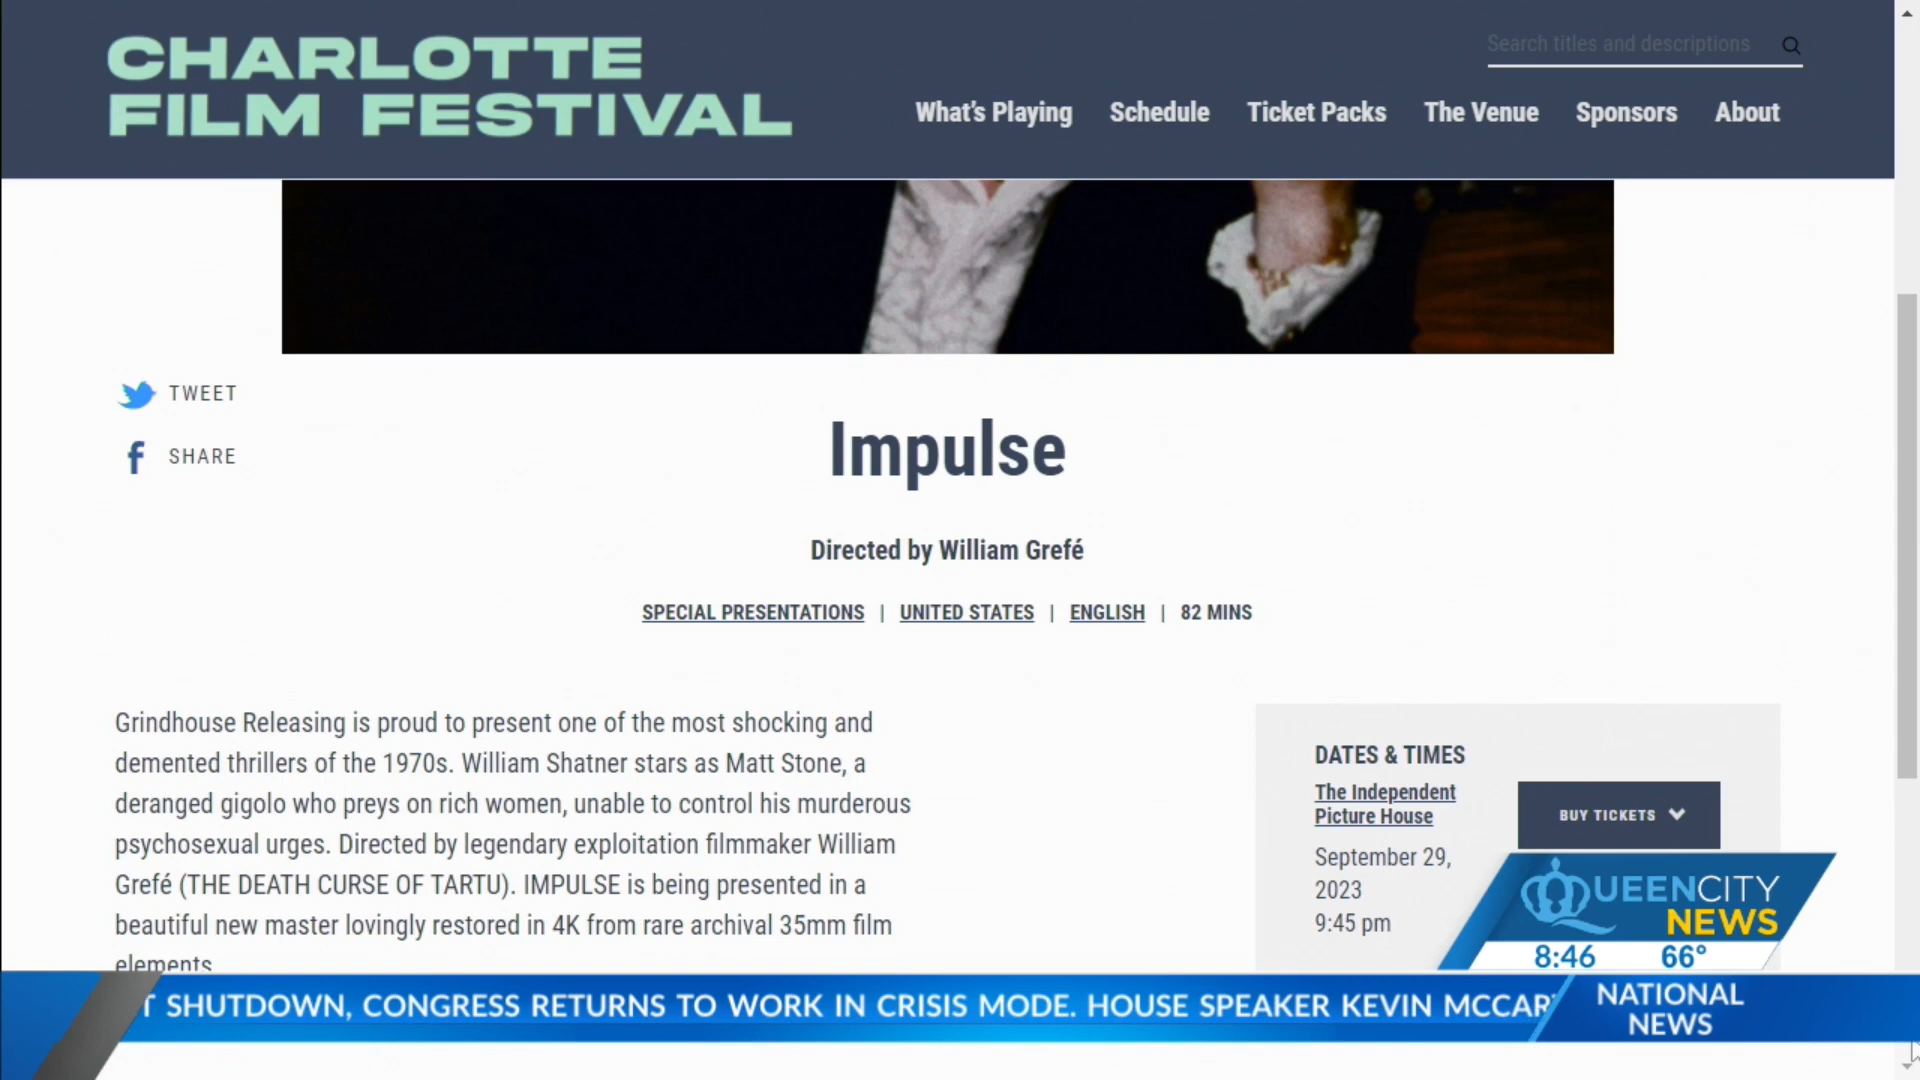 CHARLOTTE
FILM FESTIVAL
Search titles and descriptions
What's Playing Schedule Ticket Packs The Venue Sponsors About
TWEET
SHARE
Impulse
Directed by William Grefé
SPECIAL PRESENTATIONS | UNITED STATES | ENGLISH | 82 MINS
Grindhouse Releasing is proud to present one of the most shocking and
demented thrillers of the 1970s. William Shatner stars as Matt Stone, a
deranged gigolo who preys on rich women, unable to control his murderous
psychosexual urges. Directed by legendary exploitation filmmaker William
Grefé (THE DEATH CURSE OF TARTU). IMPULSE is being presented in a
beautiful new master lovingly restored in 4K from rare archival 35mm film
elements
DATES & TIMES
The Independent
Picture House
September 29,
2023
9:45 pm
BUY TICKETS
QUEENCITY
NEWS
8:46 66°
T SHUTDOWN, CONGRESS RETURNS TO WORK IN CRISIS MODE. HOUSE SPEAKER KEVIN MCCAR
NATIONAL
NEWS